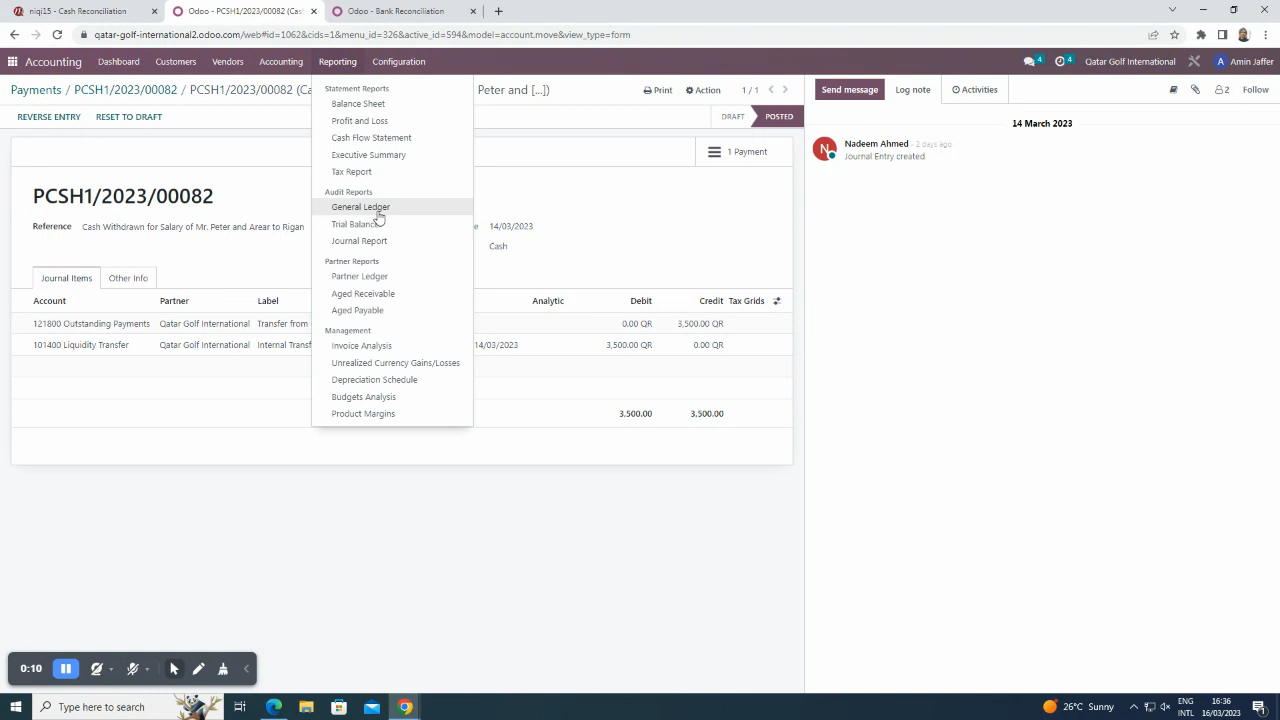 niqi15 - Cash Reconciliation
Odoo - PCSH1/2023/00082 (Cas
Odoo - Bank Reconciliation
qatar-golf-international2.odoo.com/web#id=1062&cids=1&menu_id=326&active_id=594&model=account.move&view_type=form
Accounting Dashboard Customers Vendors Accounting Reporting Configuration 4 4 Qatar Golf International A Amin Jaffer
Payments / PCSH1/2023/00082 / PCSH1/2023/00082 (Ca Peter and [...]) Print Action 1 / 1
Send message Log note Activities 2 Follow
REVERSE ENTRY RESET TO DRAFT DRAFT POSTED
1 Payment
PCSH1/2023/00082
Reference Cash Withdrawn for Salary of Mr. Peter and Arear to Rigan e 14/03/2023
Cash
Journal Items Other Info
Account Partner Label Analytic Debit Credit Tax Grids
121800 Outstanding Payments Qatar Golf International Transfer from 0.00 QR 3,500.00 QR
101400 Liquidity Transfer Qatar Golf International Internal Transf 14/03/2023 3,500.00 QR 0.00 QR
3,500.00 3,500.00
Statement Reports
Balance Sheet
Profit and Loss
Cash Flow Statement
Executive Summary
Tax Report
Audit Reports
General Ledger
Trial Balance
Journal Report
Partner Reports
Partner Ledger
Aged Receivable
Aged Payable
Management
Invoice Analysis
Unrealized Currency Gains/Losses
Depreciation Schedule
Budgets Analysis
Product Margins
14 March 2023
N Nadeem Ahmed - 2 days ago
Journal Entry created
0:10
Type here to search
26°C Sunny
ENG
INTL
16:36
16/03/2023
1